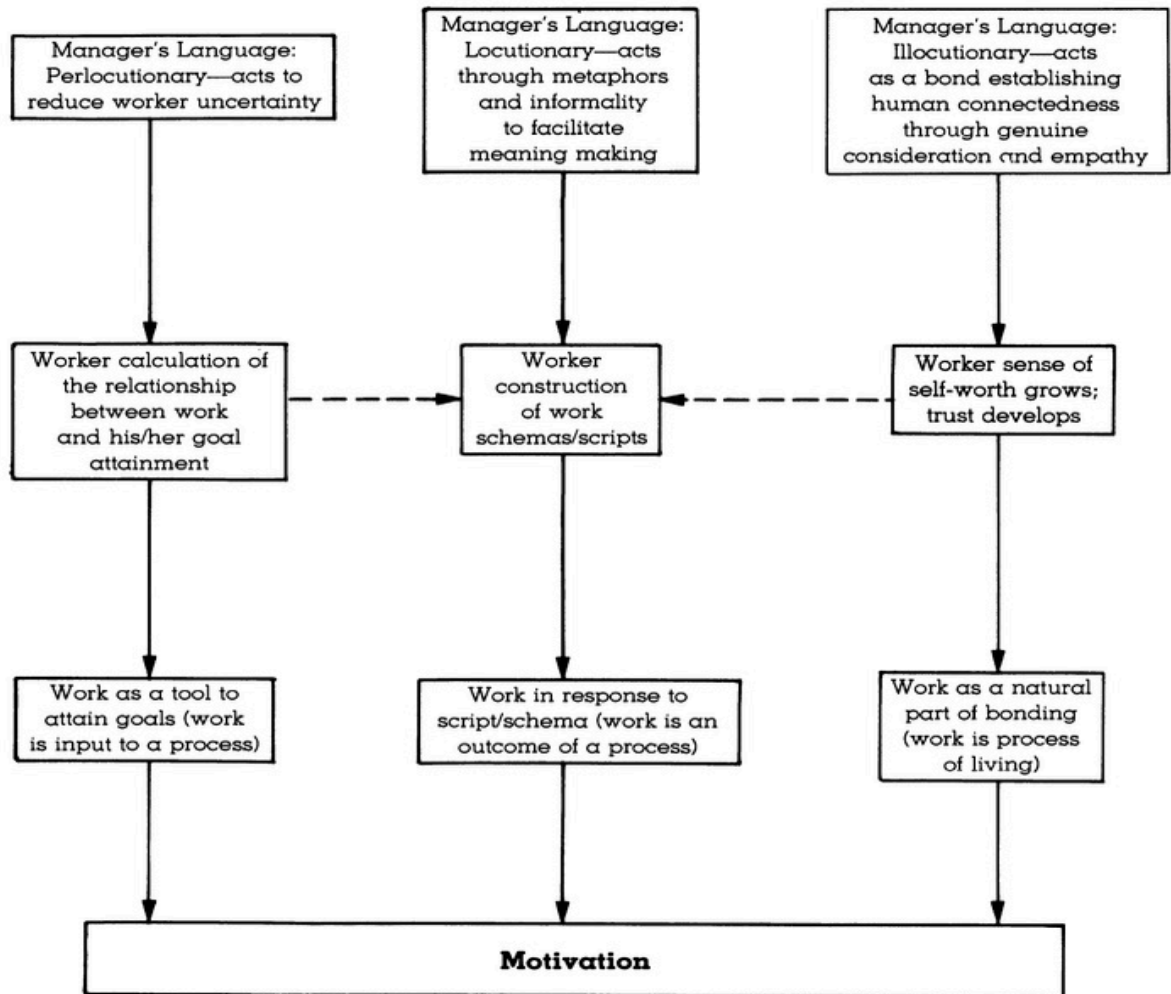 Manager's Language:
Perlocutionary—acts to
reduce worker uncertainty
Manager's Language:
Locutionary—acts
through metaphors
and informality
to facilitate
meaning making
Manager's Language:
Illocutionary—acts
as a bond establishing
human connectedness
through genuine
consideration and empathy
Worker calculation of
the relationship
between work
and his/her goal
attainment
Worker
construction
of work
schemas/scripts
Worker sense of
self-worth grows;
trust develops
Work as a tool to
attain goals (work
is input to a process)
Work in response to
script/schema (work is an
outcome of a process)
Work as a natural
part of bonding
(work is process
of living)
Motivation